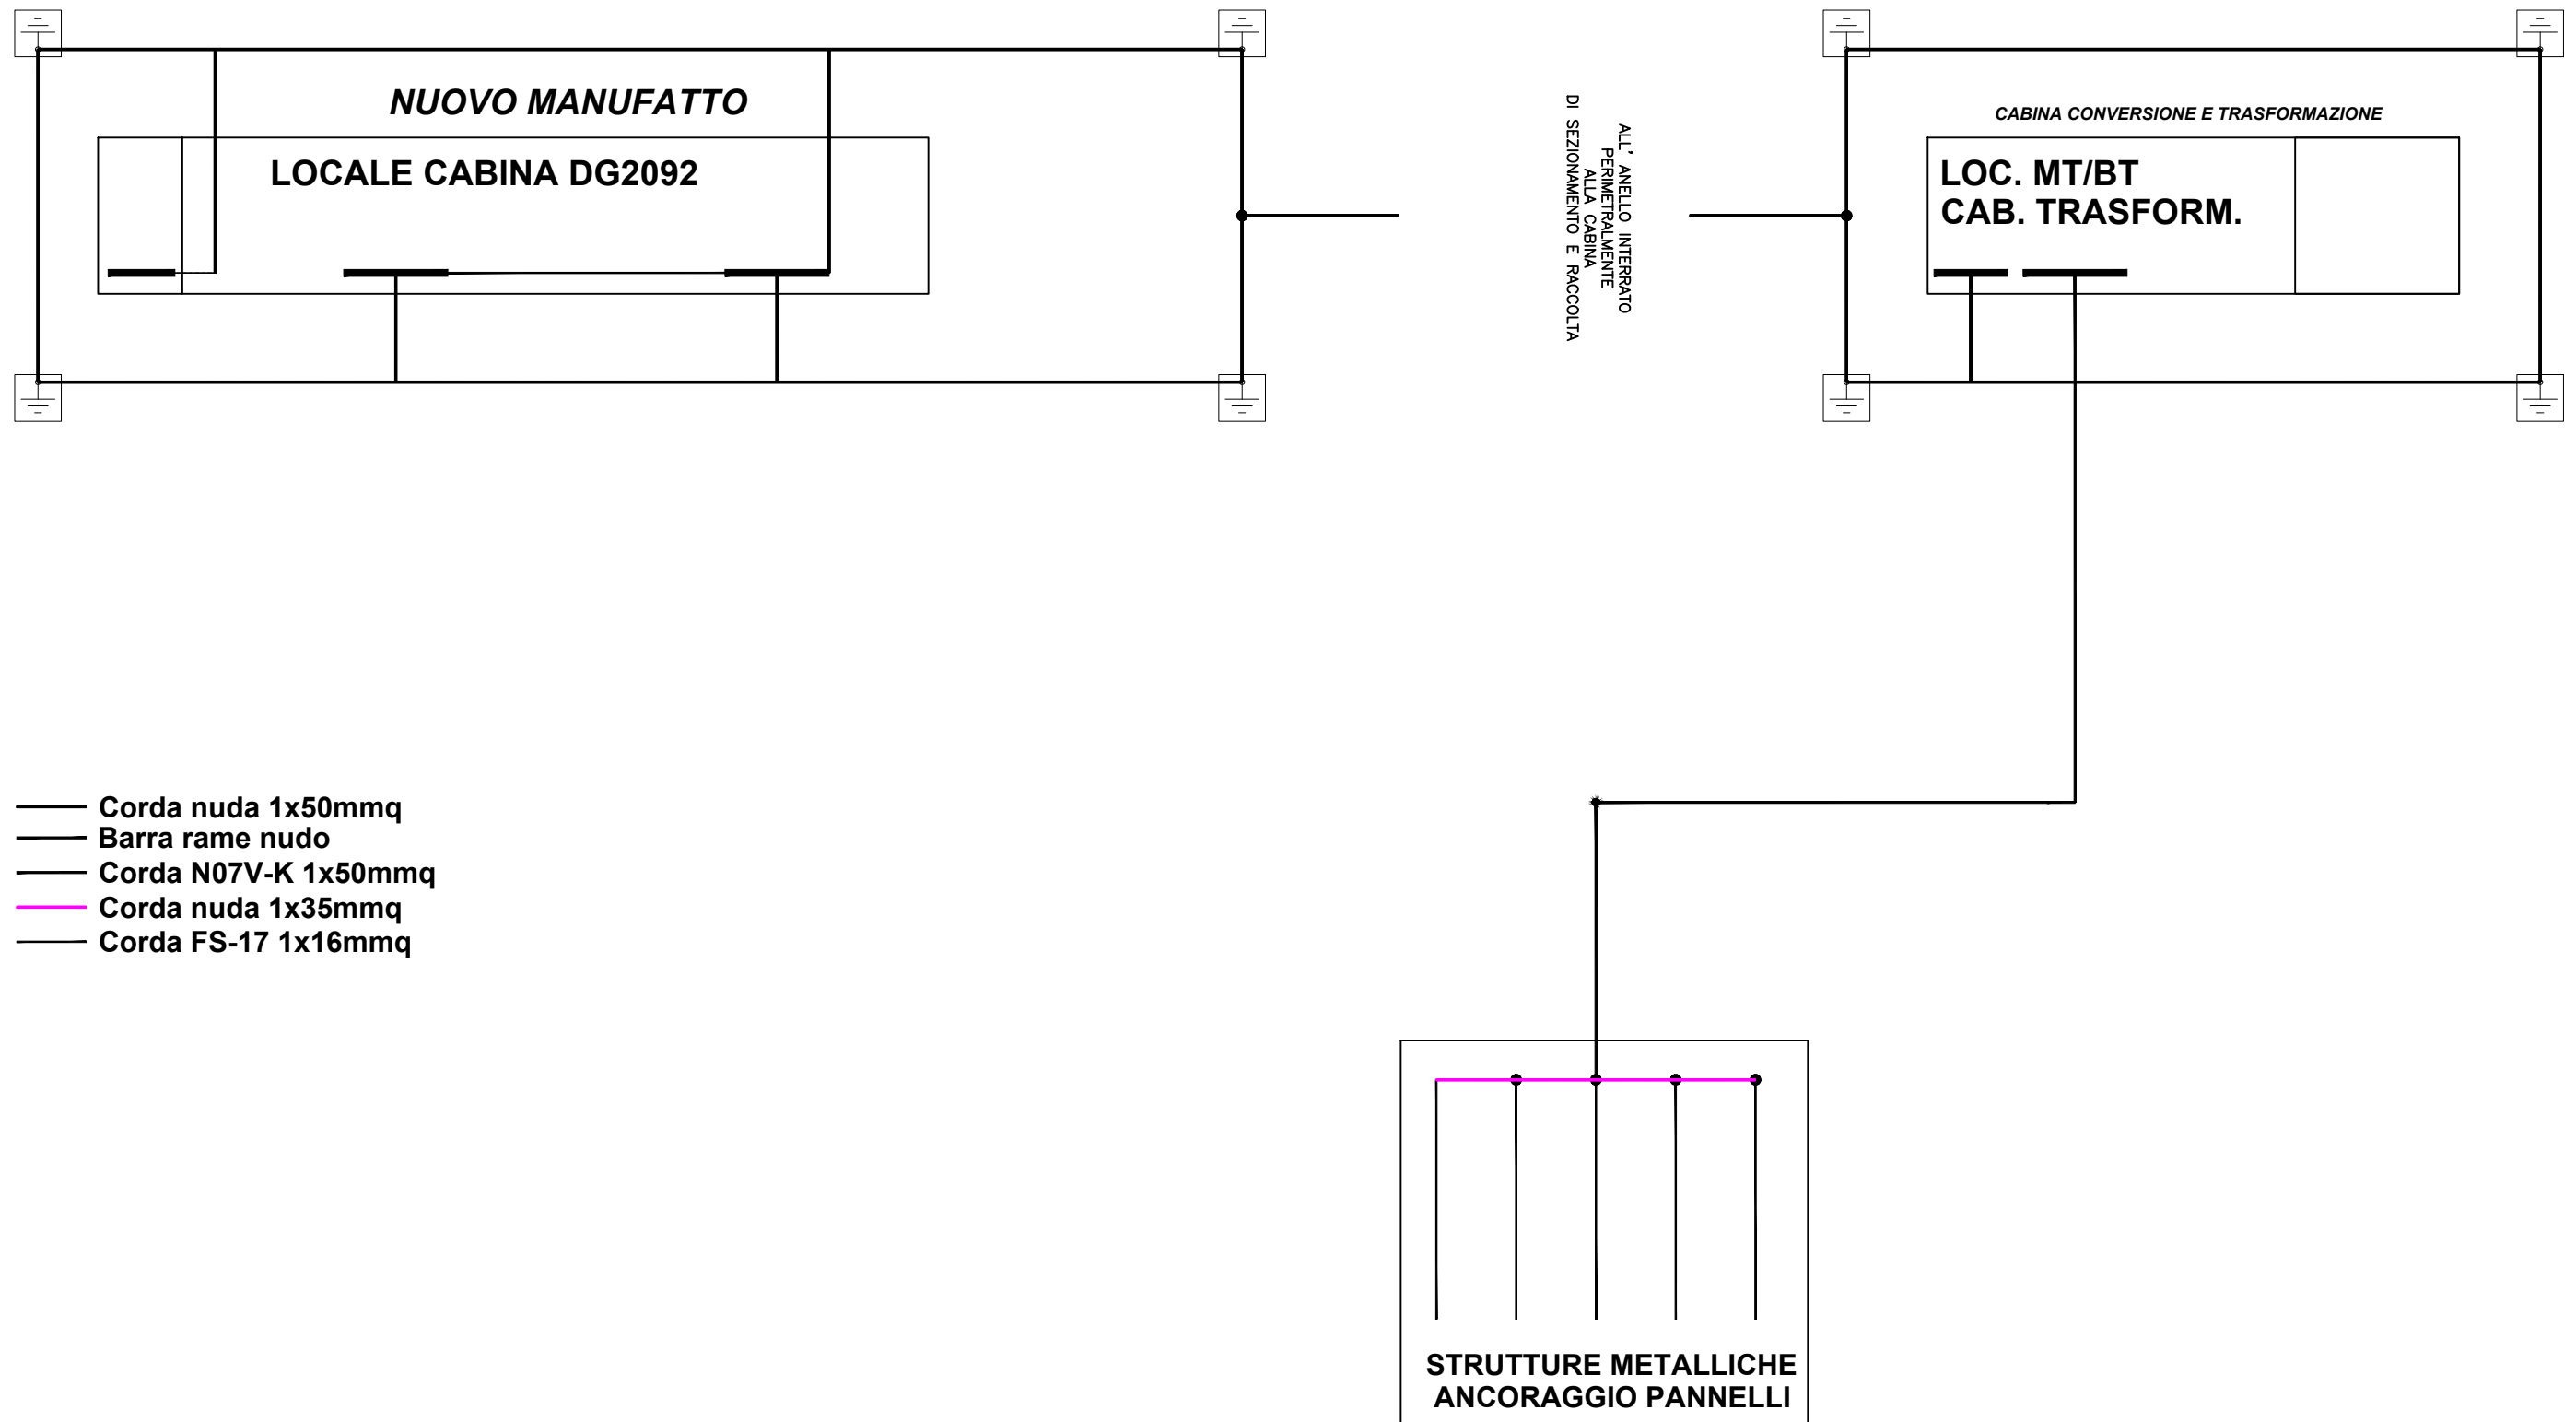 NUOVO MANUFATTO
LOCALE CABINA DG2092
ALL' ANELLO INTERRATO
PERIMETRALMENTE
ALLA CABINA
DI SEZIONAMENTO E RACCOLTA
CABINA CONVERSIONE E TRASFORMAZIONE
LOC. MT/BT
CAB. TRASFORM.
Corda nuda 1x50mmq
Barra rame nudo
Corda N07V-K 1x50mmq
Corda nuda 1x35mmq
Corda FS-17 1x16mmq
STRUTTURE METALLICHE
ANCORAGGIO PANNELLI